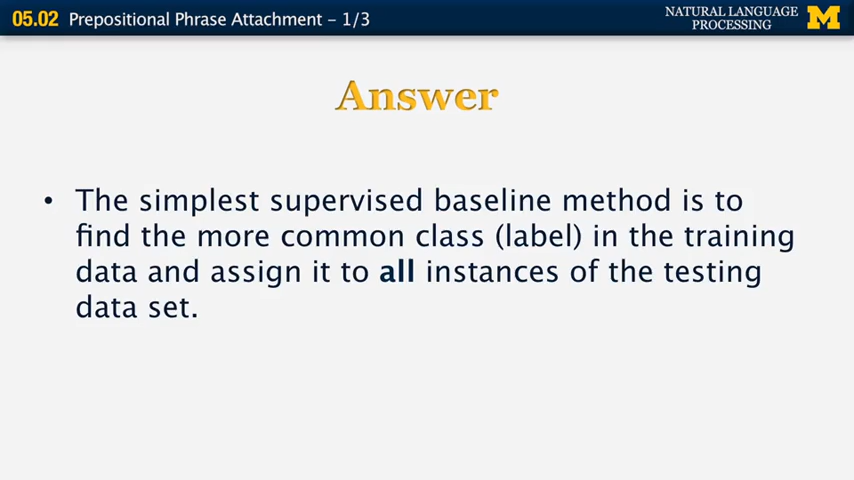 05.02 Prepositional Phrase Attachment – 1/3
NATURAL LANGUAGE
PROCESSING
M
Answer
• The simplest supervised baseline method is to
find the more common class (label) in the training
data and assign it to all instances of the testing
data set.